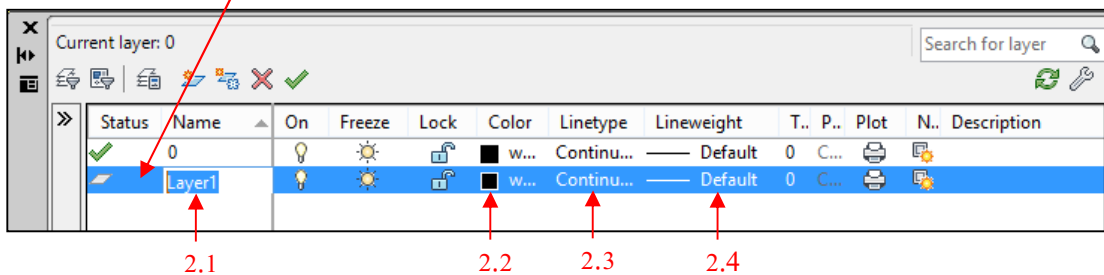 Current layer: 0
Search for layer
Status Name On Freeze Lock Color Linetype Lineweight T.. P.. Plot N.. Description
0 w... Continu... Default 0 C...
Layer1 w... Continu... Default 0 C...
2.1 2.2 2.3 2.4